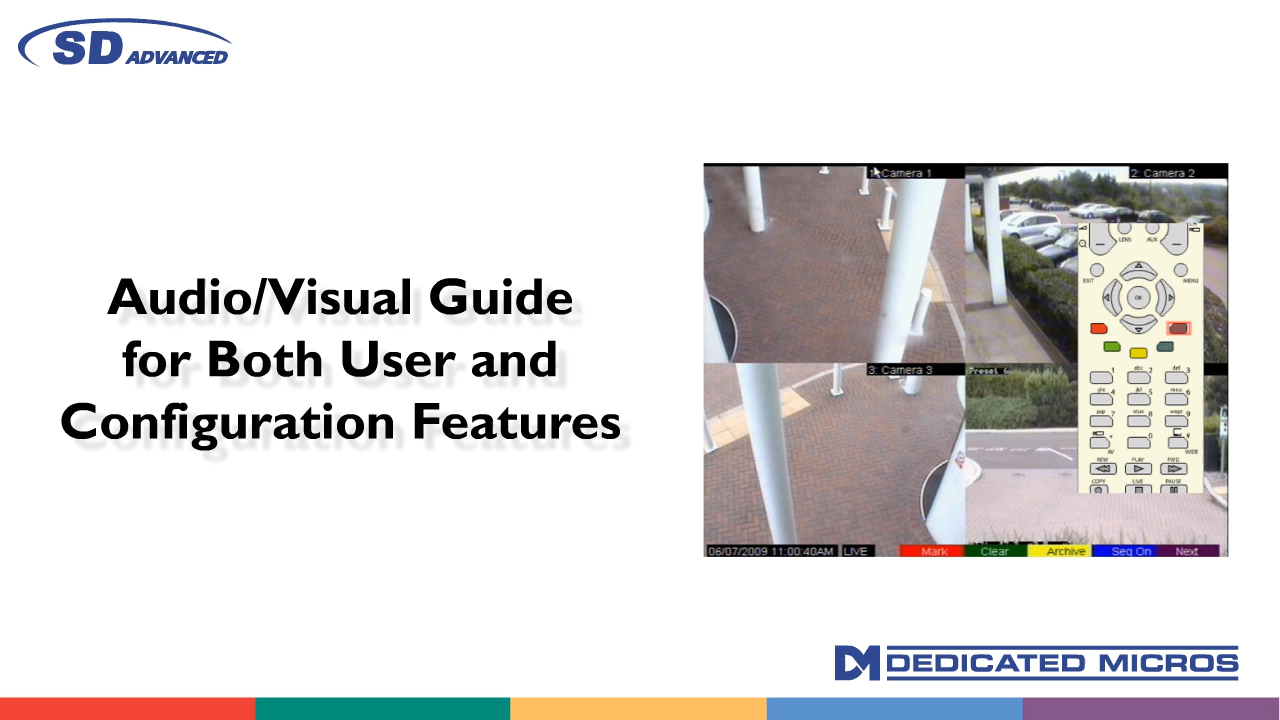 SD ADVANCED
Audio/Visual Guide
for Both User and
Configuration Features
1: Camera 1
2: Camera 2
3: Camera 3
Preset 6
LENS
AUX
EXIT
MENU
OK
1
abc 2
def 3
ghi 4
jkl 5
mno 6
pqr 7
stuv 8
wxyz 9
* 0 #
AV
WIDE
REW PLAY FWD
COPY LIVE PAUSE
06/07/2009 11:00:40AM LIVE Mark Clear Archive Seq On Next
DM DEDICATED MICROS